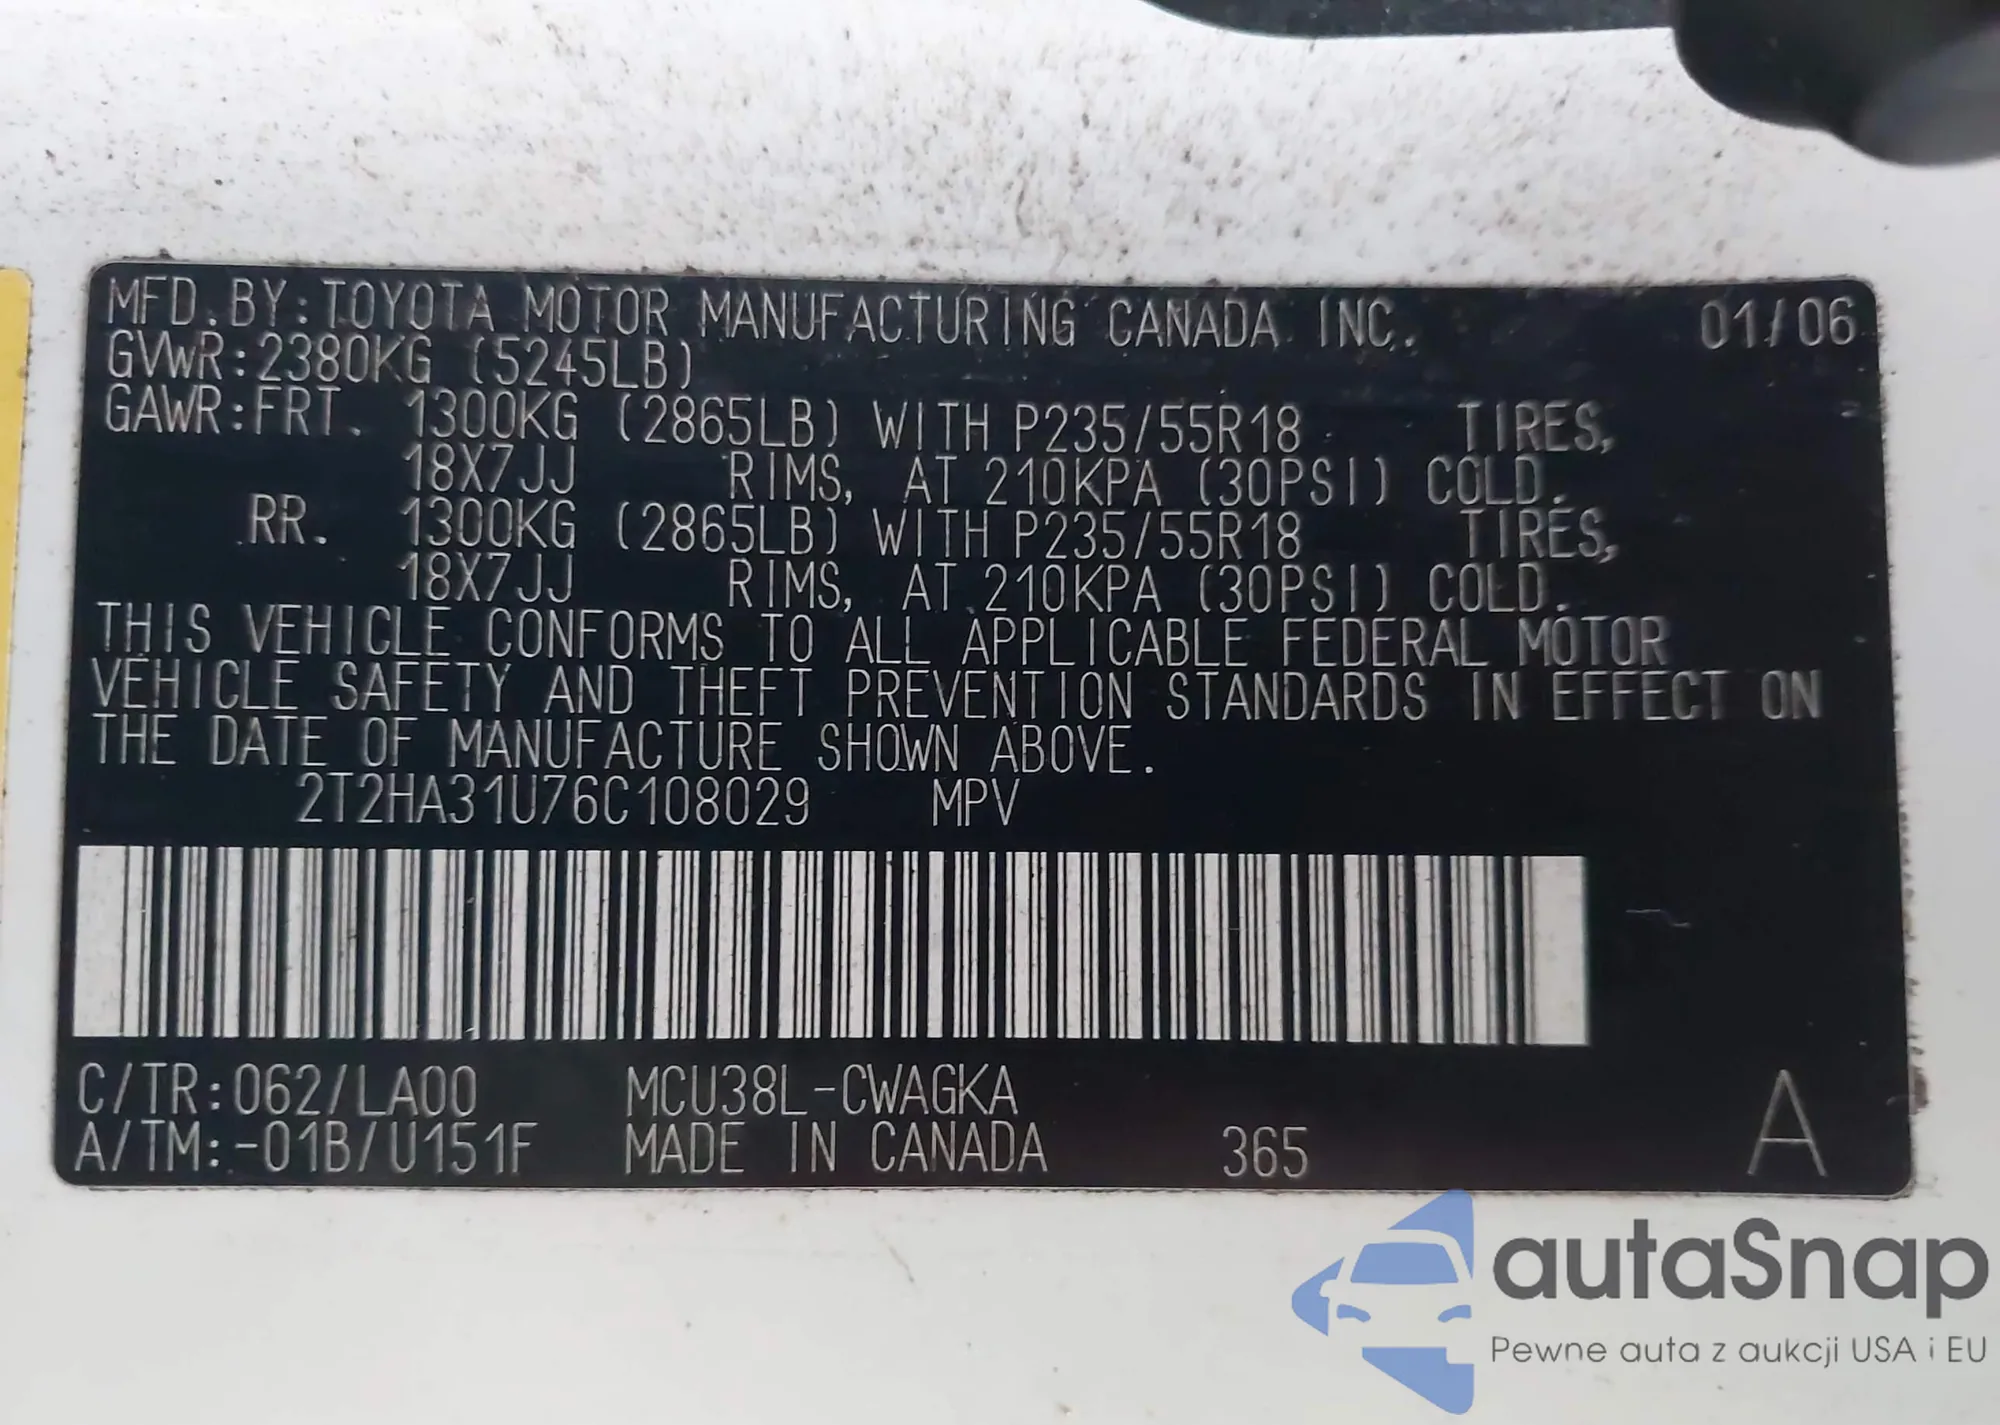 MFD.BY:TOYOTA MOTOR MANUFACTURING CANADA INC. 01/06
GVWR:2380KG (5245LB)
GAWR:FRT. 1300KG (2865LB) WITH P235/55R18 TIRES,
18X7JJ RIMS, AT 210KPA (30PSI) COLD.
RR. 1300KG (2865LB) WITH P235/55R18 TIRES,
18X7JJ RIMS, AT 210KPA (30PSI) COLD.
THIS VEHICLE CONFORMS TO ALL APPLICABLE FEDERAL MOTOR
VEHICLE SAFETY AND THEFT PREVENTION STANDARDS IN EFFECT ON
THE DATE OF MANUFACTURE SHOWN ABOVE.
2T2HA31U76C108029 MPV
C/TR:062/LA00 MCU38L-CWAGKA
A/TM:-01B/U151F MADE IN CANADA 365 A
autaSnap
Pewne auta z aukcji USA i EU